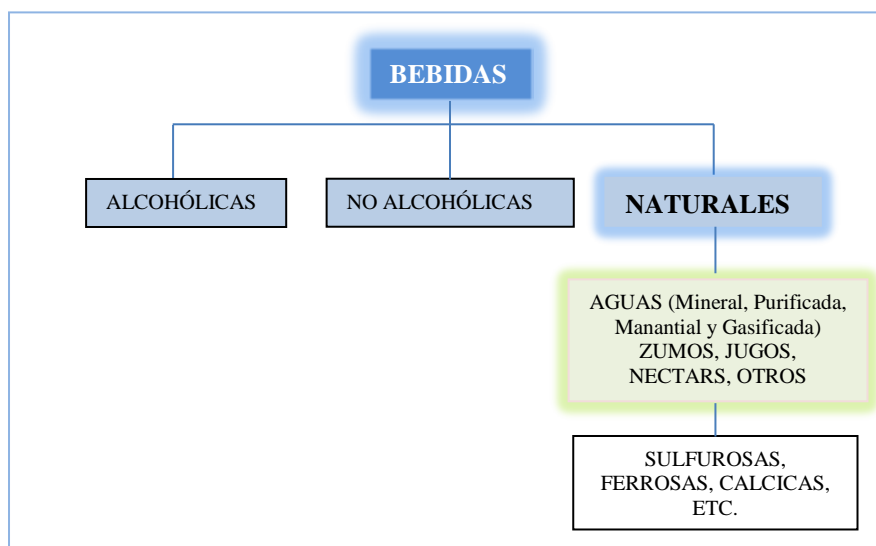 BEBIDAS
ALCOHÓLICAS
NO ALCOHÓLICAS
NATURALES
AGUAS (Mineral, Purificada,
Manantial y Gasificada)
ZUMOS, JUGOS,
NECTARS, OTROS
SULFUROSAS,
FERROSAS, CALCICAS,
ETC.